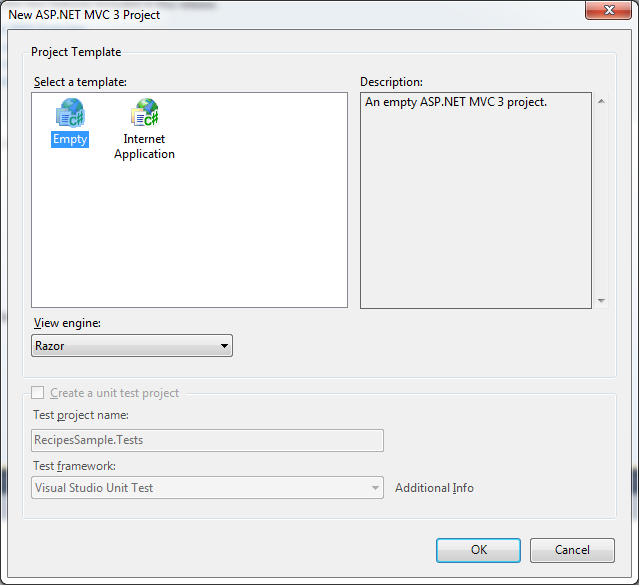 New ASP.NET MVC 3 Project
Project Template
Select a template:
Description:
Empty
Internet
Application
An empty ASP.NET MVC 3 project.
View engine:
Razor
Create a unit test project
Test project name:
RecipesSample.Tests
Test framework:
Visual Studio Unit Test
Additional Info
OK
Cancel